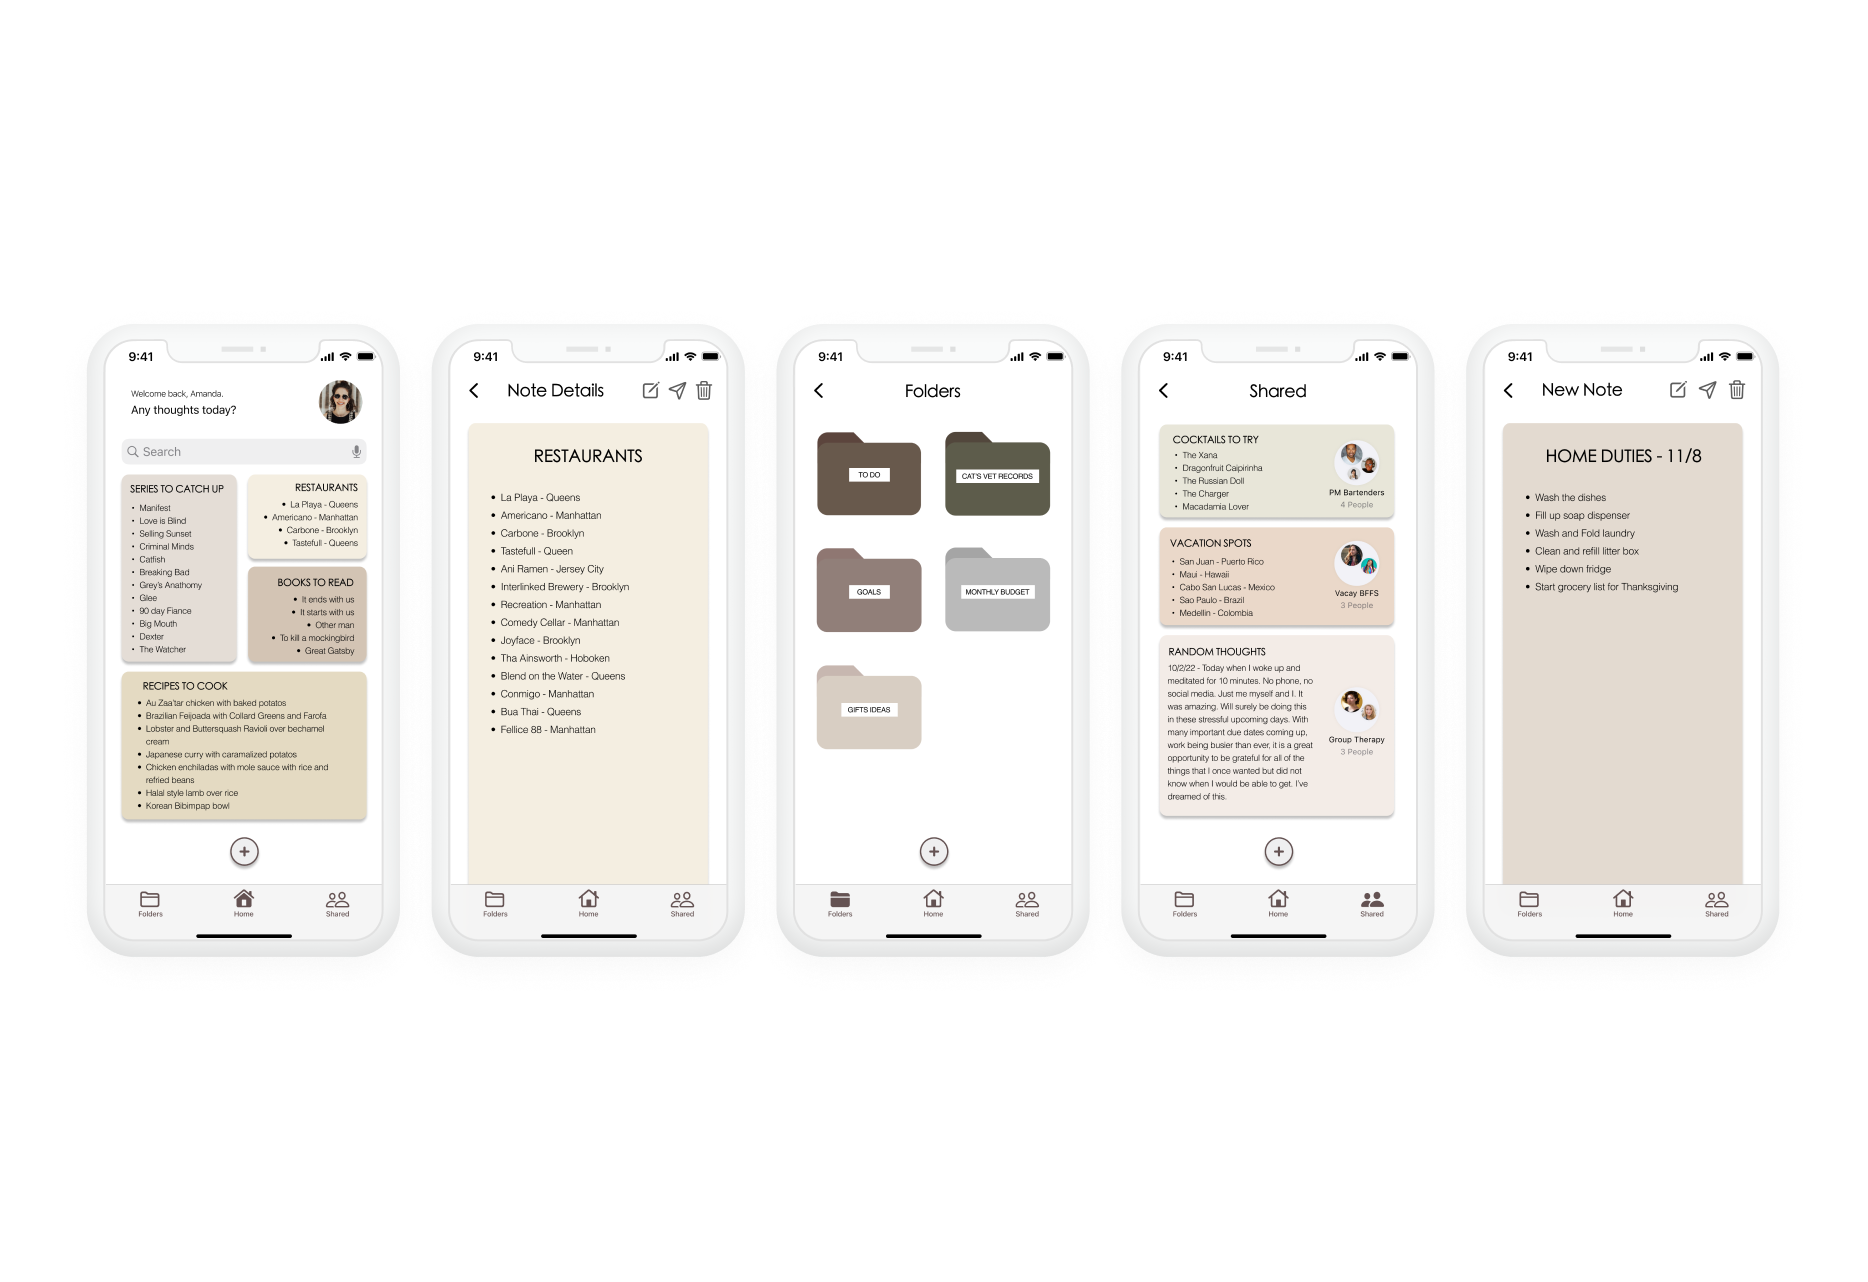 9:41
Welcome back, Amanda.
Any thoughts today?
Search
SERIES TO CATCH UP
• Manifest
• Love is Blind
• Selling Sunset
• Criminal Minds
• Catfish
• Breaking Bad
• Grey's Anathomy
• Glee
• 90 day Fiance
• Big Mouth
• Dexter
• The Watcher
RESTAURANTS
• La Playa - Queens
• Americano - Manhattan
• Carbone - Brooklyn
• Tastefull - Queens
BOOKS TO READ
• It ends with us
• It starts with us
• Other man
• To kill a mockingbird
• Great Gatsby
RECIPES TO COOK
• Au Zaa'tar chicken with baked potatos
• Brazilian Feijoada with Collard Greens and Farofa
• Lobster and Buttersquash Ravioli over bechamel
cream
• Japanese curry with caramalized potatos
• Chicken enchiladas with mole sauce with rice and
refried beans
• Halal style lamb over rice
• Korean Bibimpap bowl
Folders
Home
Shared
9:41
Note Details
RESTAURANTS
• La Playa - Queens
• Americano - Manhattan
• Carbone - Brooklyn
• Tastefull - Queen
• Ani Ramen - Jersey City
• Interlinked Brewery - Brooklyn
• Recreation - Manhattan
• Comedy Cellar - Manhattan
• Joyface - Brooklyn
• Tha Ainsworth - Hoboken
• Blend on the Water - Queens
• Conmigo - Manhattan
• Bua Thai - Queens
• Fellice 88 - Manhattan
Folders
Home
Shared
9:41
Folders
TO DO
CAT'S VET RECORDS
GOALS
MONTHLY BUDGET
GIFTS IDEAS
Folders
Home
Shared
9:41
Shared
COCKTAILS TO TRY
• The Xana
• Dragonfruit Caipirinha
• The Russian Doll
• The Charger
• Macadamia Lover
PM Bartenders
4 People
VACATION SPOTS
• San Juan - Puerto Rico
• Maui - Hawaii
• Cabo San Lucas - Mexico
• Sao Paulo - Brazil
• Medellin - Colombia
Vacay BFFS
3 People
RANDOM THOUGHTS
10/2/22 - Today when I woke up and
meditated for 10 minutes. No phone, no
social media. Just me myself and I. It
was amazing. Will surely be doing this
in these stressful upcoming days. With
many important due dates coming up,
work being busier than ever, it is a great
opportunity to be grateful for all of the
things that I once wanted but did not
know when I would be able to get. I've
dreamed of this.
Group Therapy
3 People
Folders
Home
Shared
9:41
New Note
HOME DUTIES - 11/8
• Wash the dishes
• Fill up soap dispenser
• Wash and Fold laundry
• Clean and refill litter box
• Wipe down fridge
• Start grocery list for Thanksgiving
Folders
Home
Shared